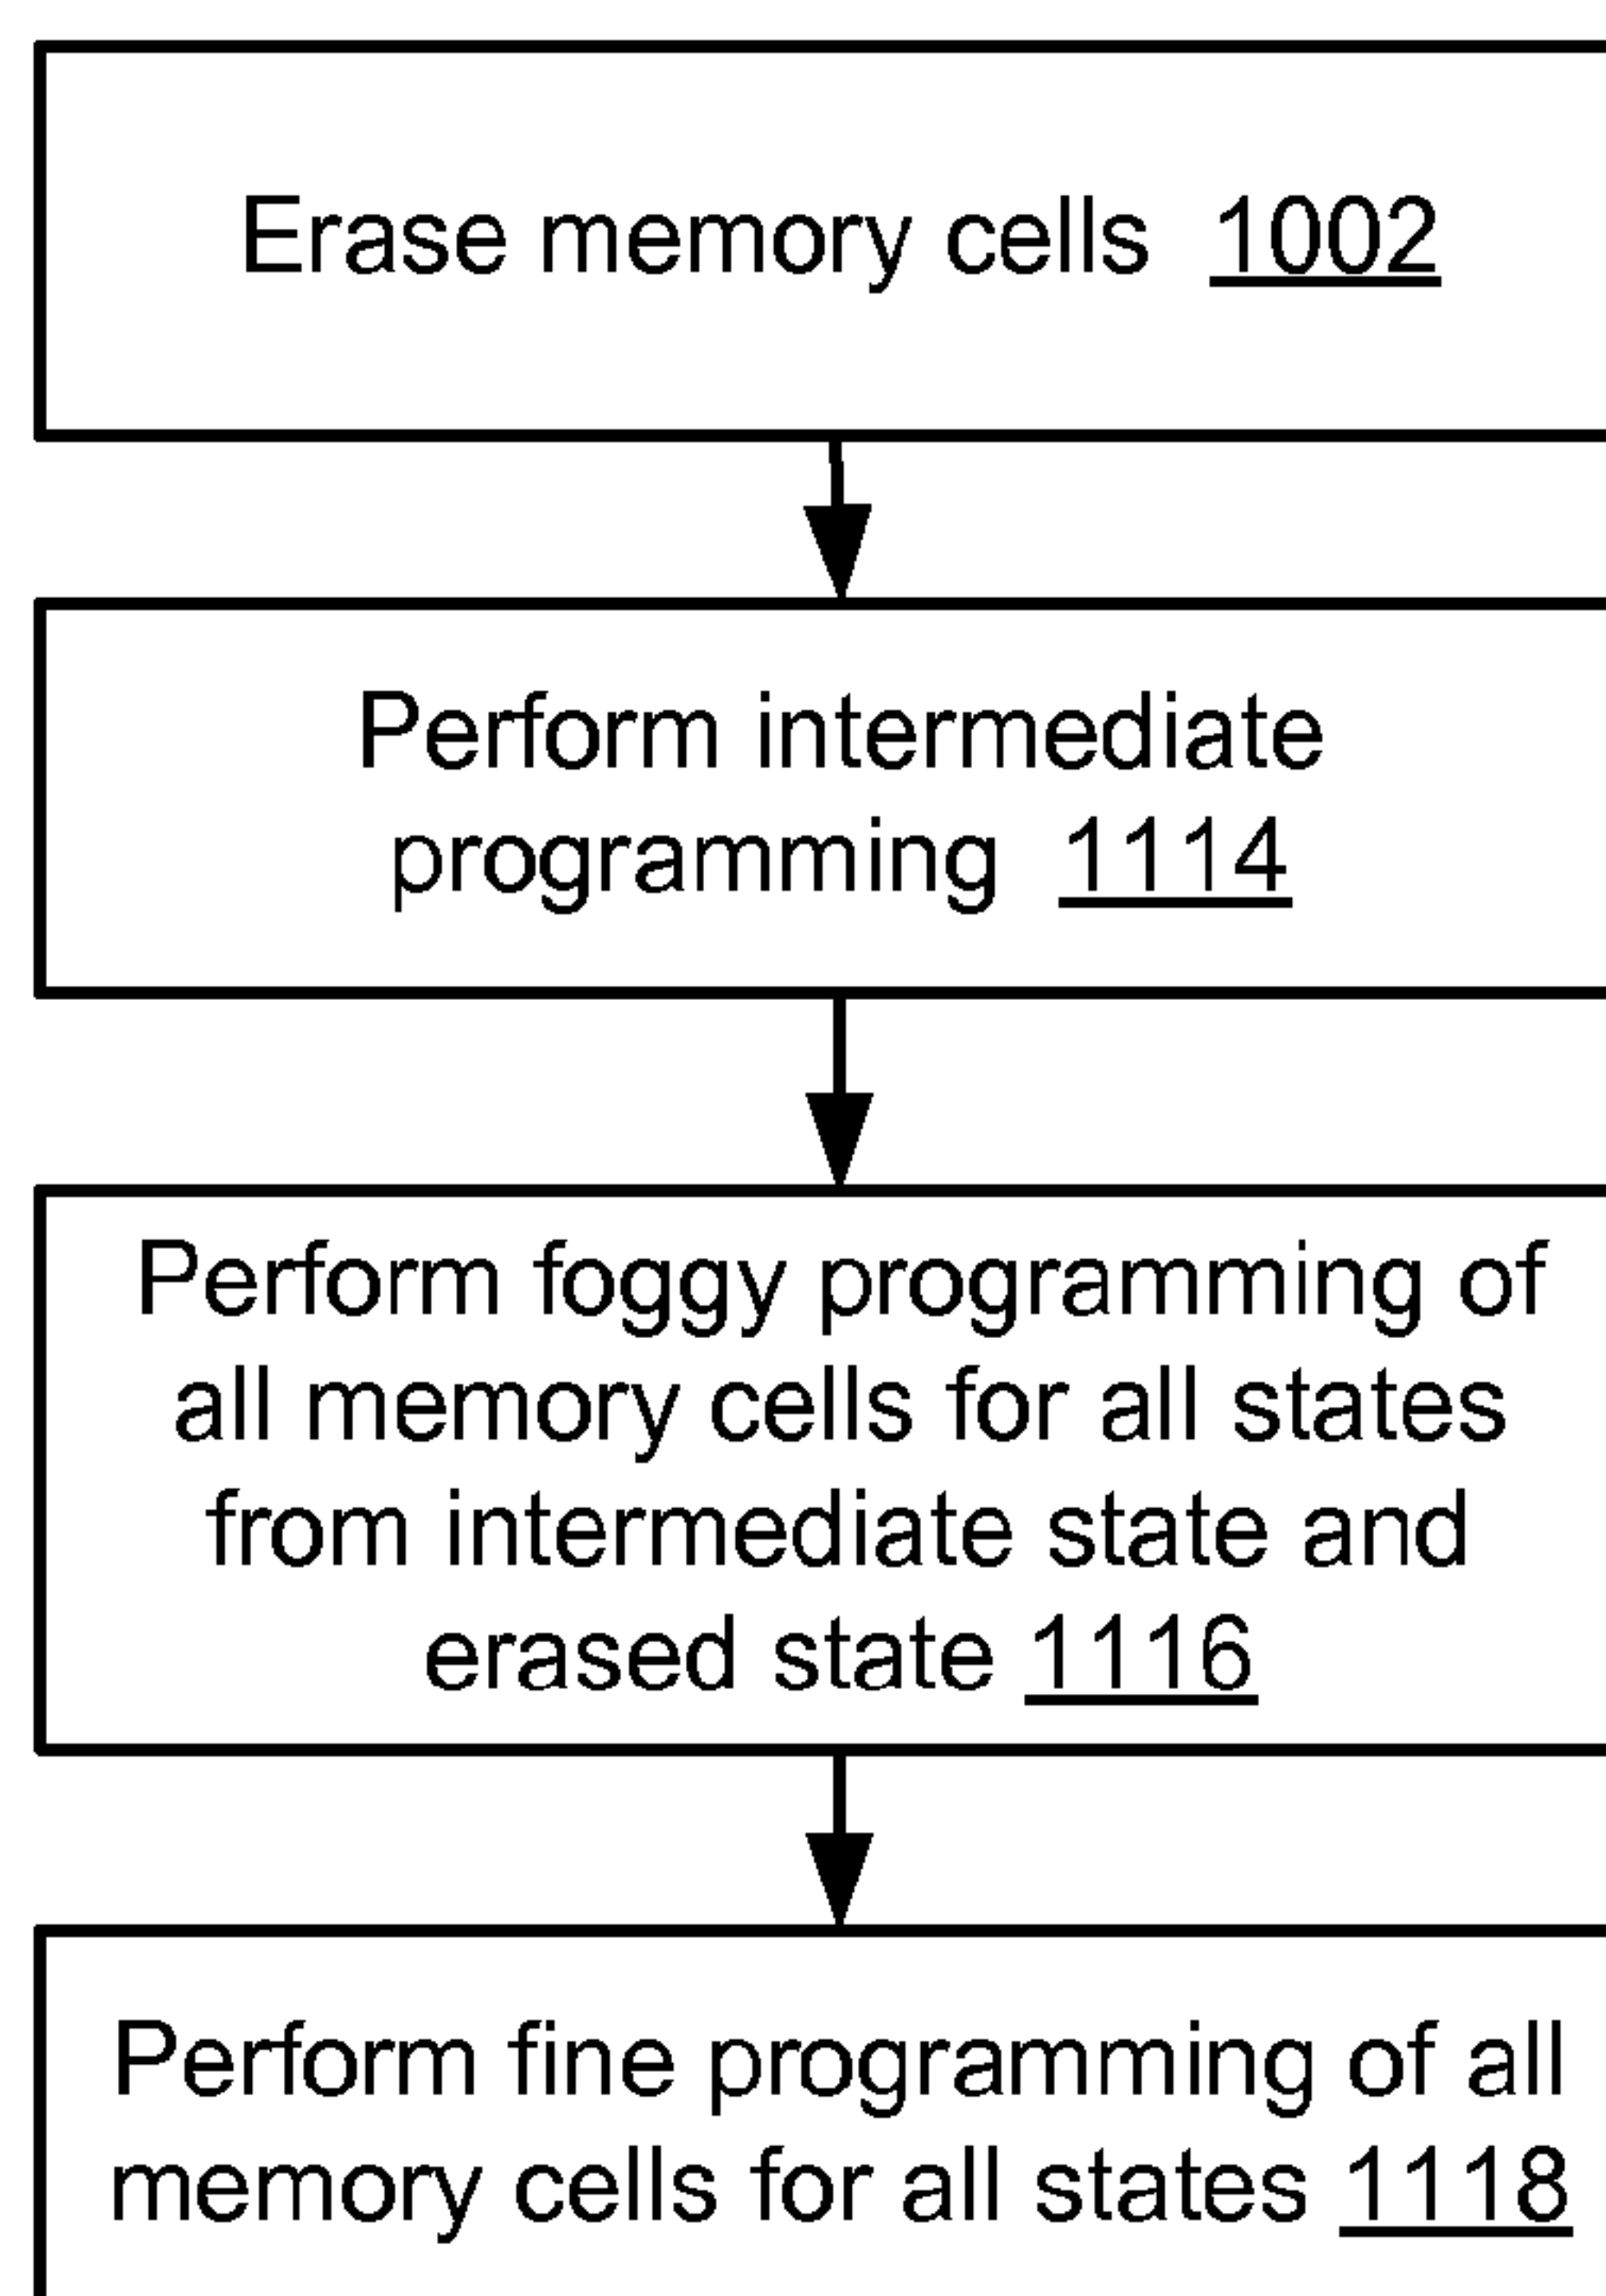 Erase memory cells 1002
Perform intermediate
programming 1114
Perform foggy programming of
all memory cells for all states
from intermediate state and
erased state 1116
Perform fine programming of all
memory cells for all states 1118